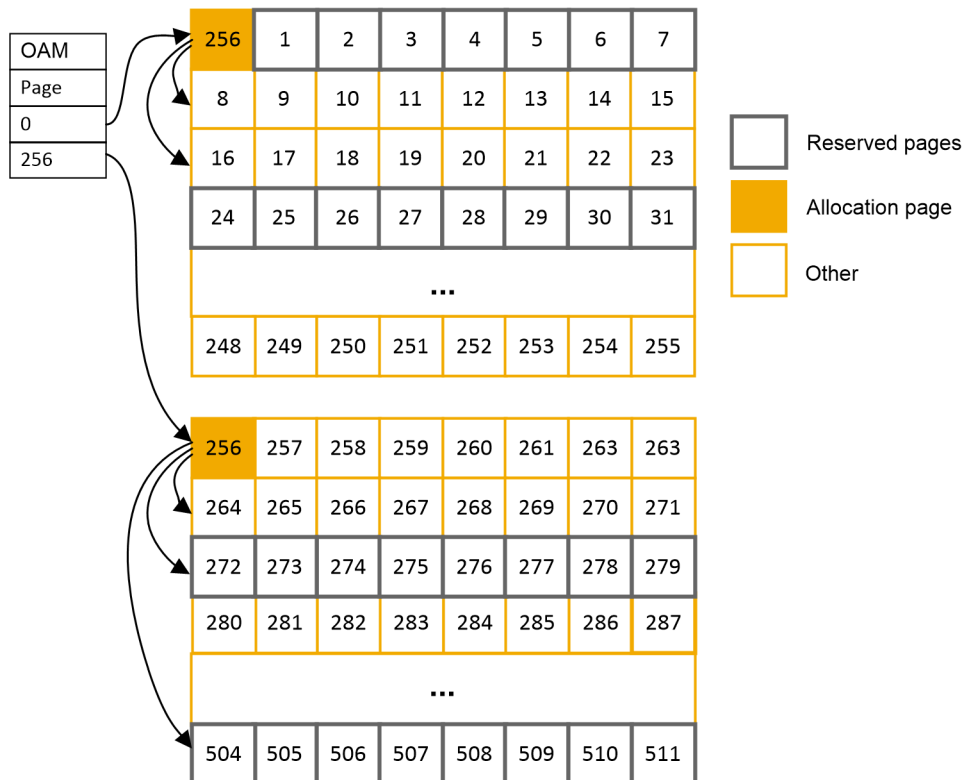 OAM
Page
0
256
256 1 2 3 4 5 6 7
8 9 10 11 12 13 14 15
16 17 18 19 20 21 22 23
24 25 26 27 28 29 30 31
...
248 249 250 251 252 253 254 255
256 257 258 259 260 261 263 263
264 265 266 267 268 269 270 271
272 273 274 275 276 277 278 279
280 281 282 283 284 285 286 287
...
504 505 506 507 508 509 510 511
Reserved pages
Allocation page
Other